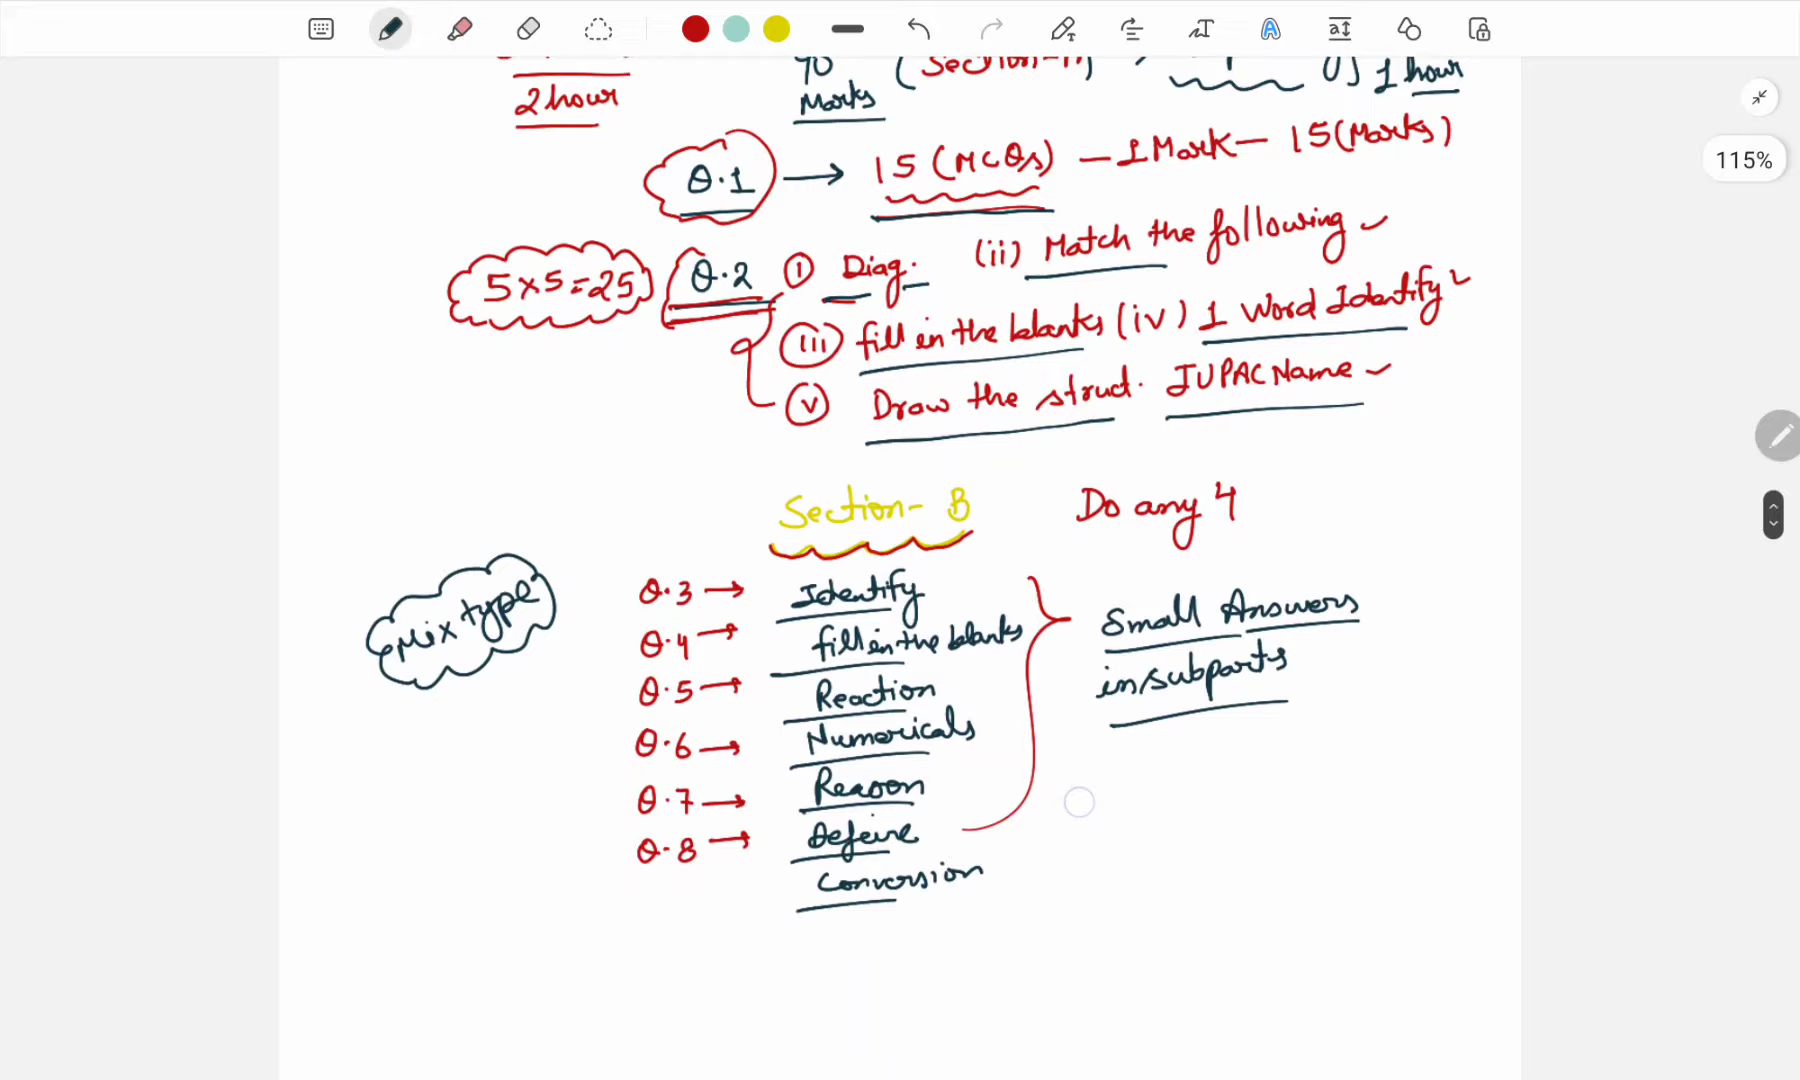 115%
2 hour
Marks
1 hour
Q.1 → 15 (MCQs) - 1 Mark - 15 (Marks)
5×5=25 Q.2 (i) Diag. (ii) Match the following
(iii) fill in the blanks (iv) 1 Word Identify
(v) Draw the struct. IUPAC Name
Section - B Do any 4
Mix type
Q.3 → Identify
Q.4 → fill in the blanks
Q.5 → Reaction
Q.6 → Numericals
Q.7 → Reason
Q.8 → Define
Conversion
Small Answers
in subparts